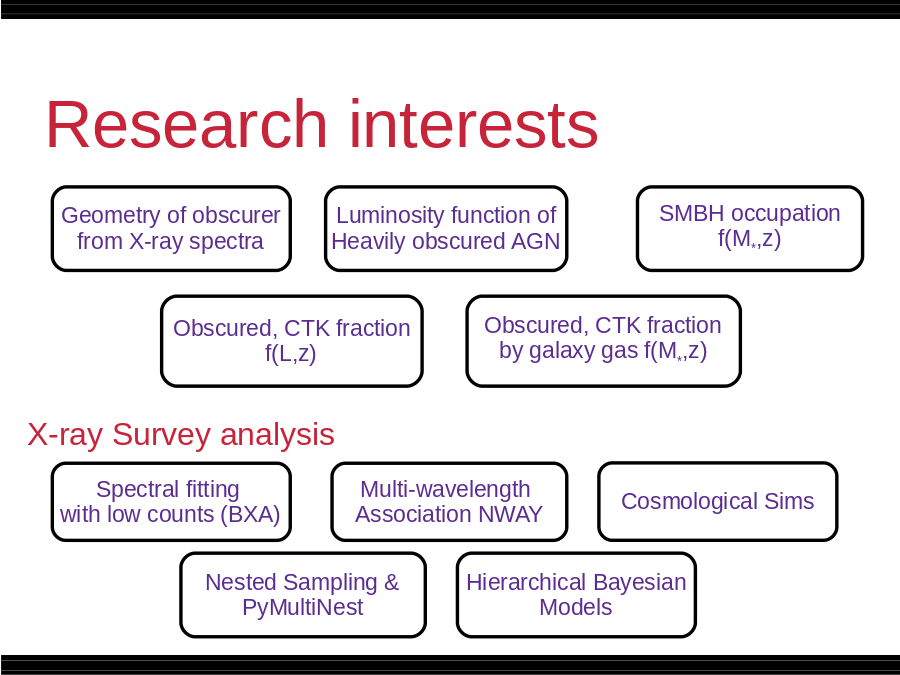 Research interests
Geometry of obscurer
from X-ray spectra
Luminosity function of
Heavily obscured AGN
SMBH occupation
f(M*,z)
Obscured, CTK fraction
f(L,z)
Obscured, CTK fraction
by galaxy gas f(M*,z)
X-ray Survey analysis
Spectral fitting
with low counts (BXA)
Multi-wavelength
Association NWAY
Cosmological Sims
Nested Sampling &
PyMultiNest
Hierarchical Bayesian
Models